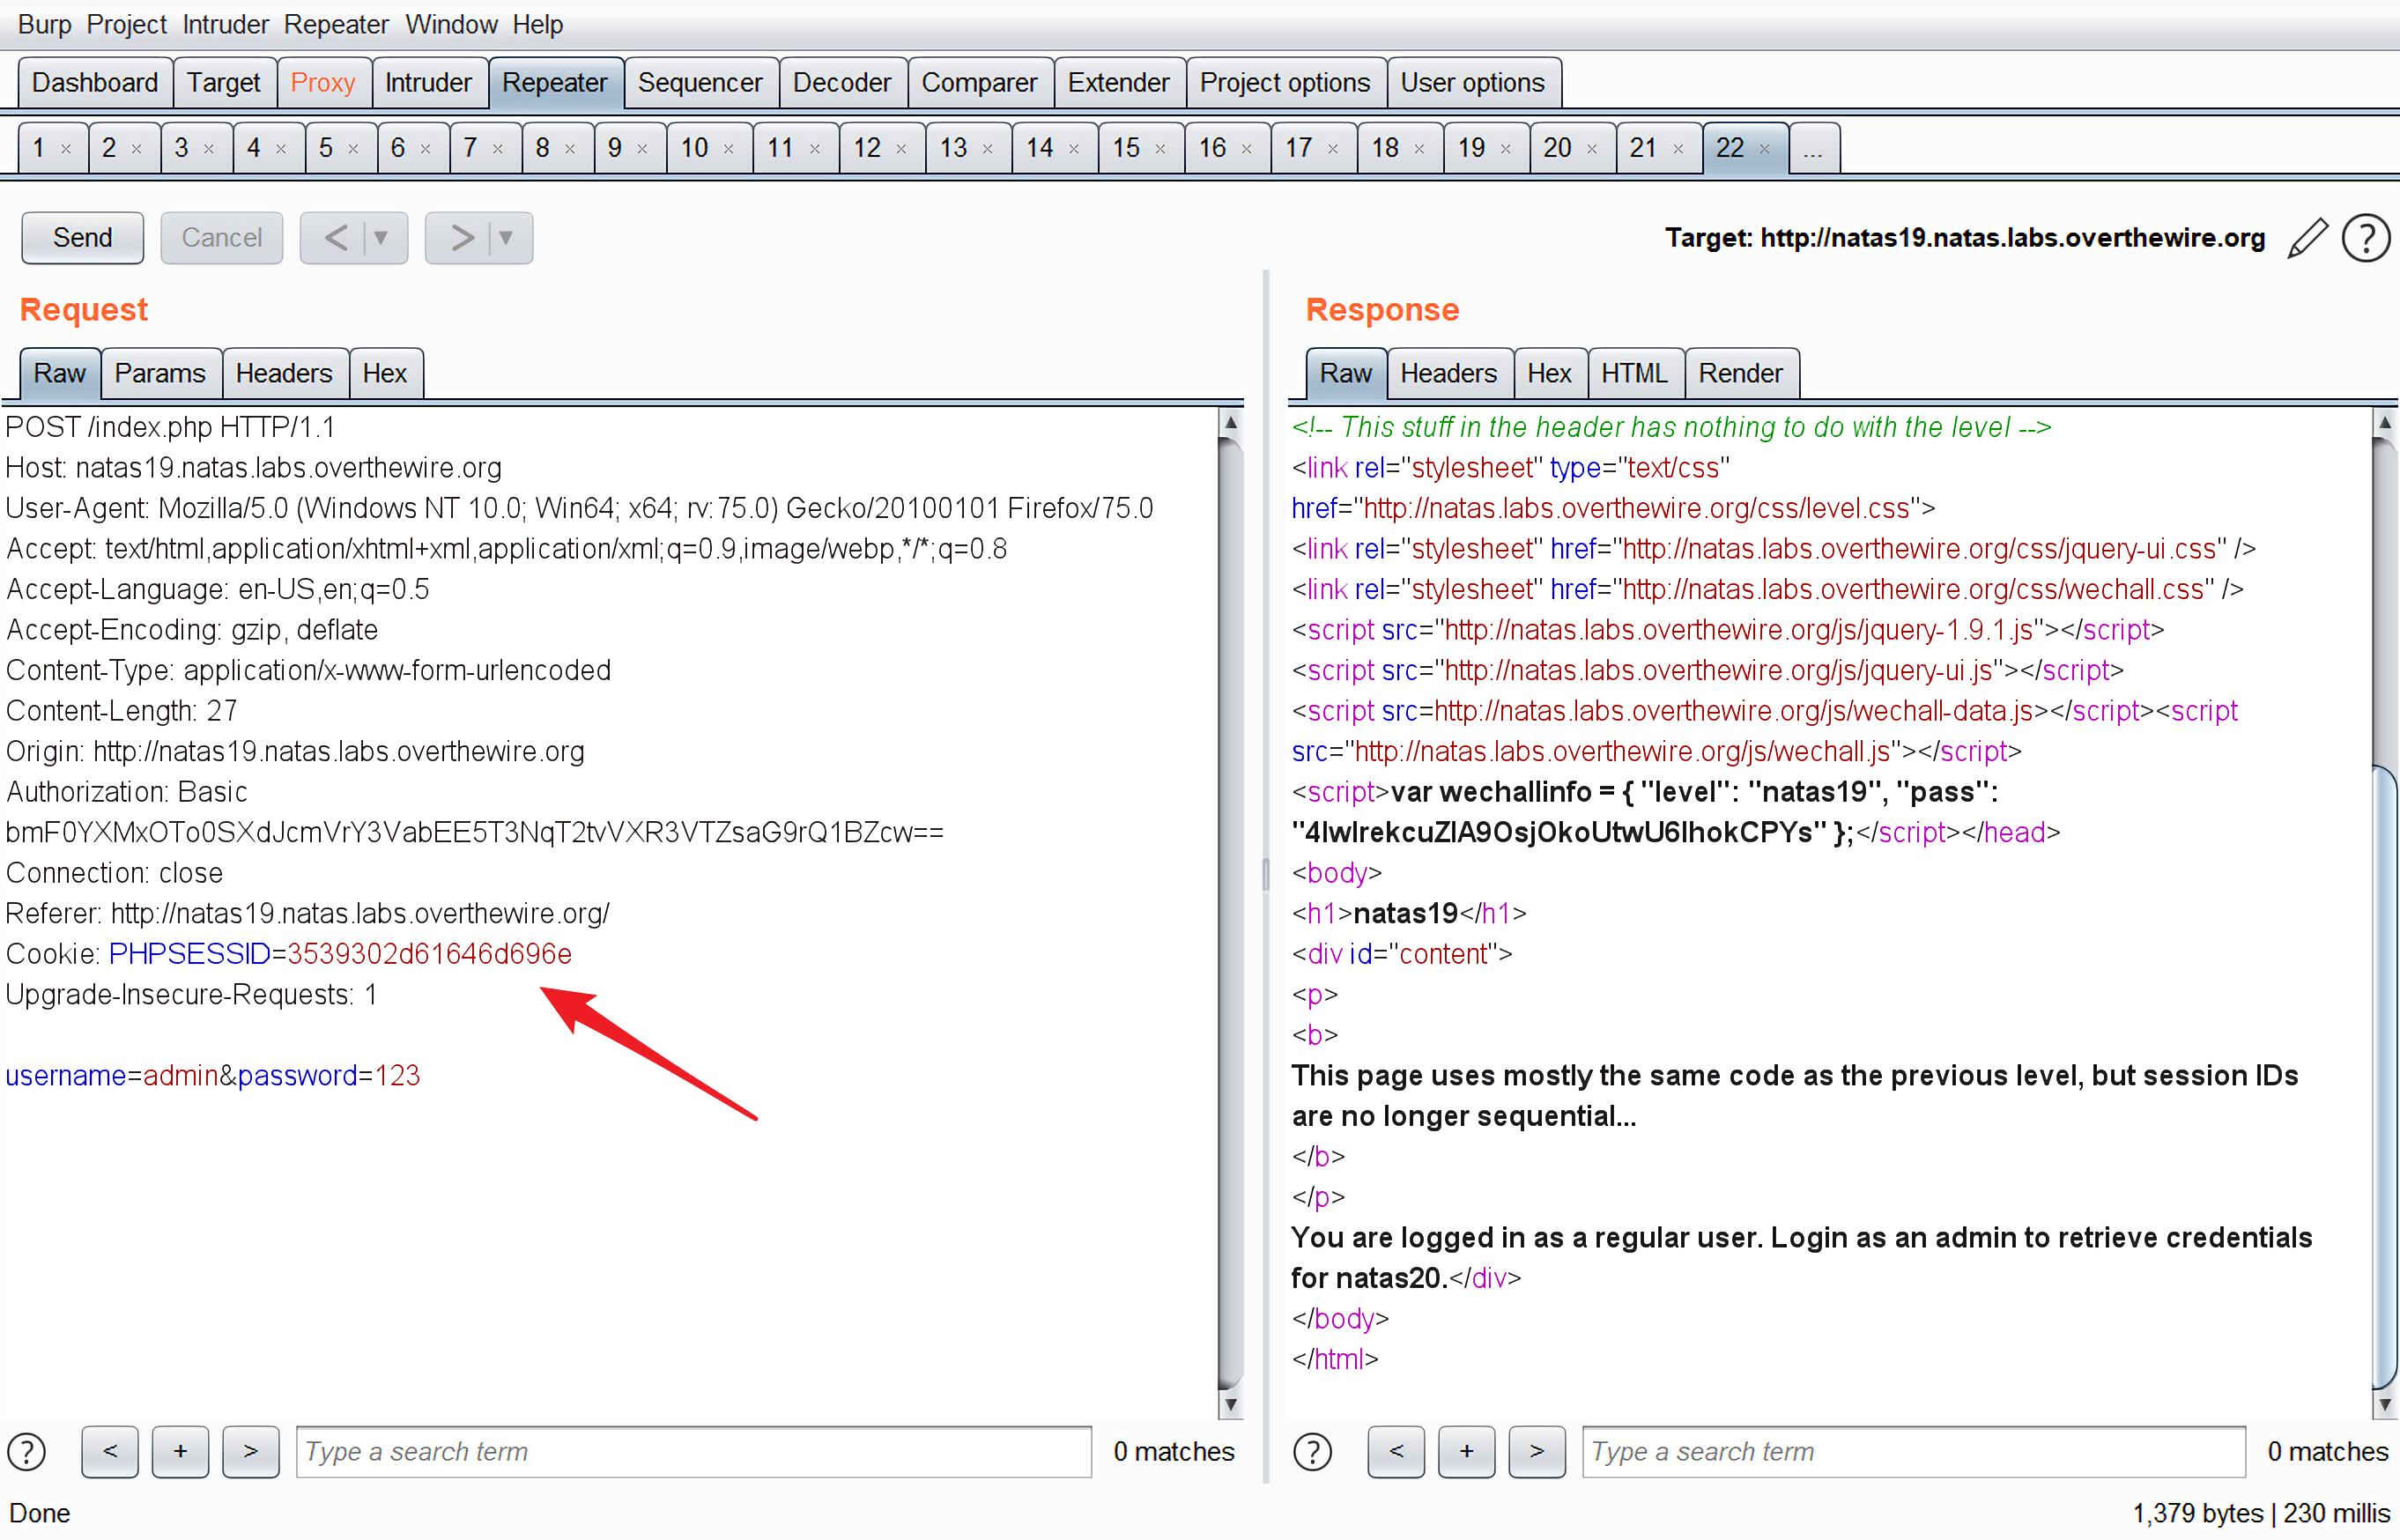 Burp Project Intruder Repeater Window Help
Dashboard Target Proxy Intruder Repeater Sequencer Decoder Comparer Extender Project options User options
1 × 2 × 3 × 4 × 5 × 6 × 7 × 8 × 9 × 10 × 11 × 12 × 13 × 14 × 15 × 16 × 17 × 18 × 19 × 20 × 21 × 22 × ...
Send Cancel < ▼ > ▼ Target: http://natas19.natas.labs.overthewire.org ?
Request
Raw Params Headers Hex
POST /index.php HTTP/1.1
Host: natas19.natas.labs.overthewire.org
User-Agent: Mozilla/5.0 (Windows NT 10.0; Win64; x64; rv:75.0) Gecko/20100101 Firefox/75.0
Accept: text/html,application/xhtml+xml,application/xml;q=0.9,image/webp,*/*;q=0.8
Accept-Language: en-US,en;q=0.5
Accept-Encoding: gzip, deflate
Content-Type: application/x-www-form-urlencoded
Content-Length: 27
Origin: http://natas19.natas.labs.overthewire.org
Authorization: Basic
bmF0YXMxOTo0SXdJcmVrY3VabEE5T3NqT2tvVXR3VTZsaG9rQ1BZcw==
Connection: close
Referer: http://natas19.natas.labs.overthewire.org/
Cookie: PHPSESSID=3539302d61646d696e
Upgrade-Insecure-Requests: 1
username=admin&password=123
? < + > Type a search term 0 matches
Response
Raw Headers Hex HTML Render
<!-- This stuff in the header has nothing to do with the level -->
<link rel="stylesheet" type="text/css"
href="http://natas.labs.overthewire.org/css/level.css">
<link rel="stylesheet" href="http://natas.labs.overthewire.org/css/jquery-ui.css" />
<link rel="stylesheet" href="http://natas.labs.overthewire.org/css/wechall.css" />
<script src="http://natas.labs.overthewire.org/js/jquery-1.9.1.js"></script>
<script src="http://natas.labs.overthewire.org/js/jquery-ui.js"></script>
<script src=http://natas.labs.overthewire.org/js/wechall-data.js></script><script
src="http://natas.labs.overthewire.org/js/wechall.js"></script>
<script>var wechallinfo = { "level": "natas19", "pass":
"4IwIrekcuZlA9OsjOkoUtwU6lhokCPYs" };</script></head>
<body>
<h1>natas19</h1>
<div id="content">
<p>
<b>
This page uses mostly the same code as the previous level, but session IDs
are no longer sequential...
</b>
</p>
You are logged in as a regular user. Login as an admin to retrieve credentials
for natas20.</div>
</body>
</html>
? < + > Type a search term 0 matches
Done 1,379 bytes | 230 millis